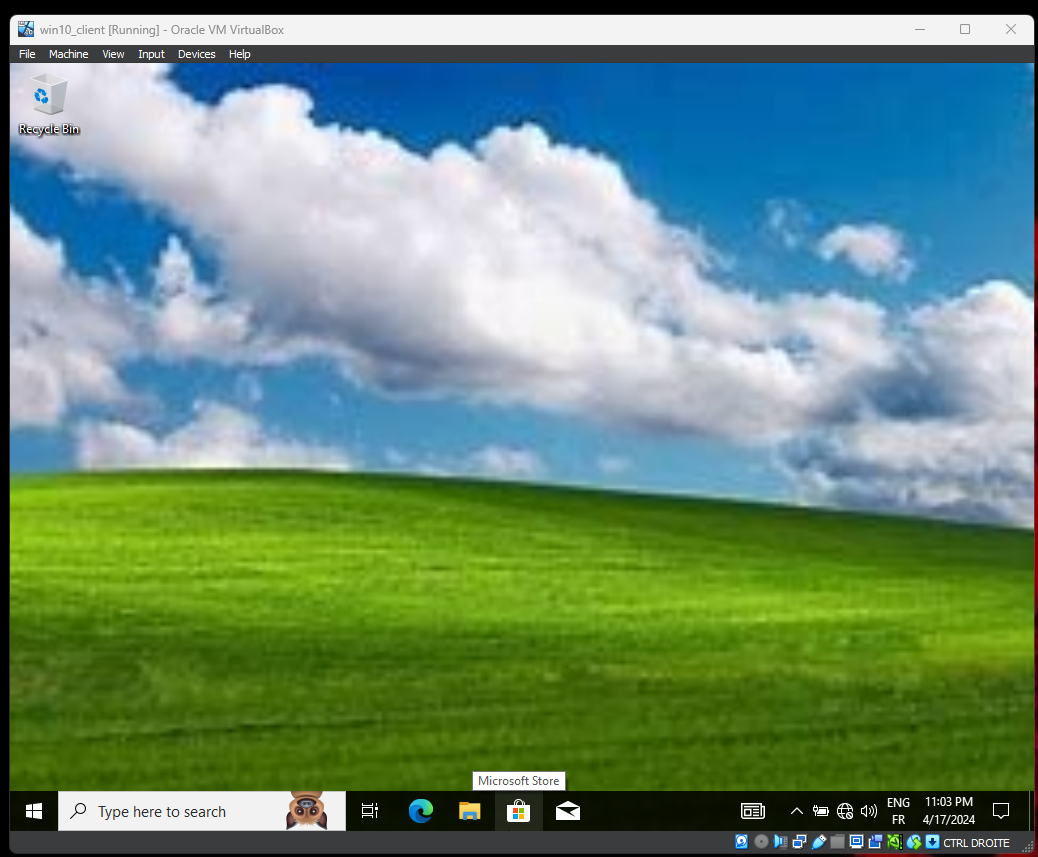 win10_client [Running] - Oracle VM VirtualBox
File Machine View Input Devices Help
Recycle Bin
Microsoft Store
Type here to search
ENG
FR
11:03 PM
4/17/2024
CTRL DROITE